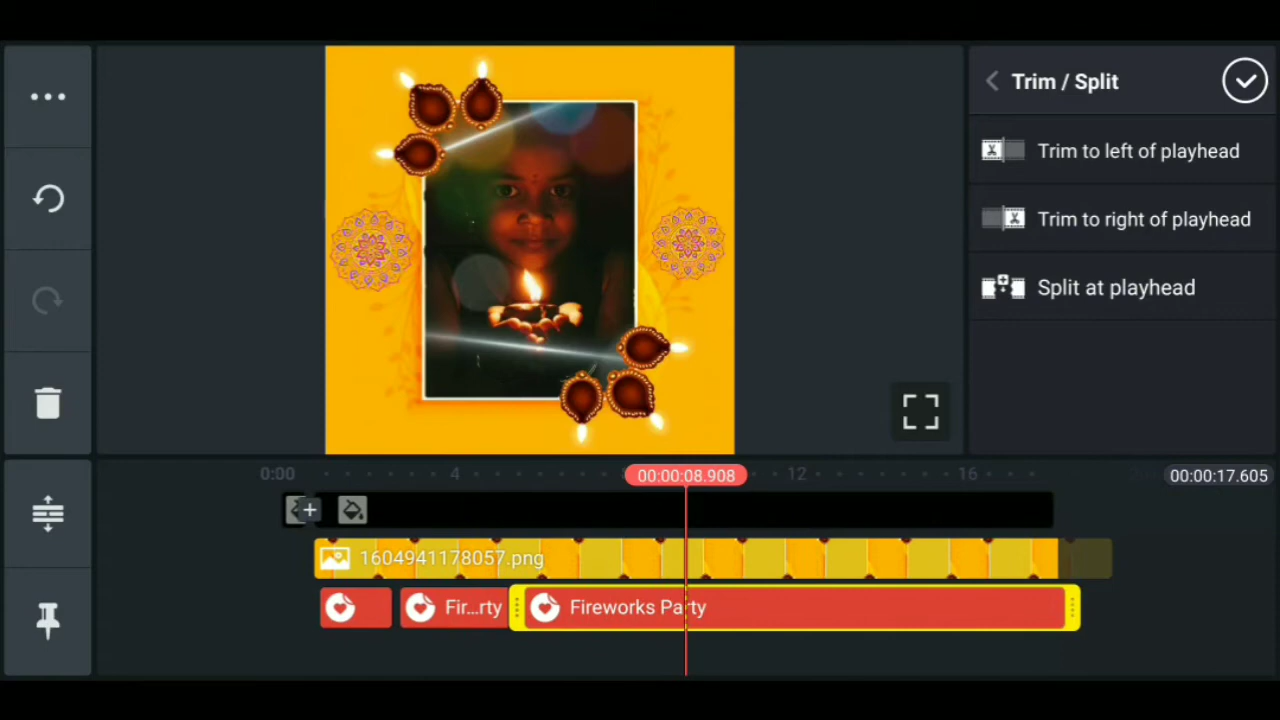 Trim / Split
Trim to left of playhead
Trim to right of playhead
Split at playhead
0:00
4
00:00:08.908
12
16
00:00:17.605
1604941178057.png
Fir...rty
Fireworks Party